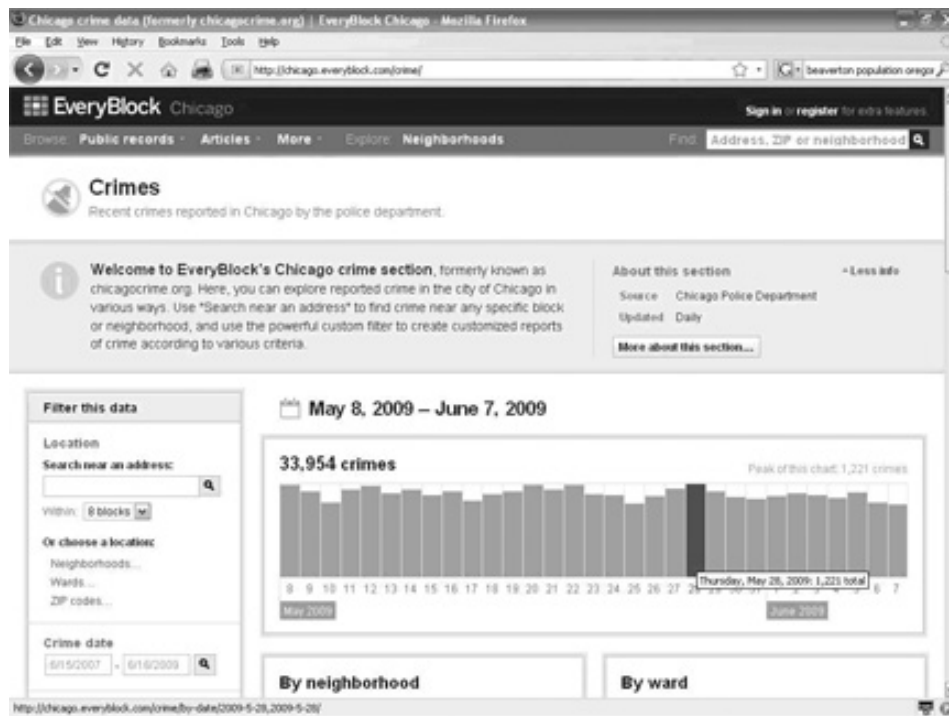 Chicago crime data (formerly chicagocrime.org) | EveryBlock Chicago - Mozilla Firefox
File Edit View History Bookmarks Tools Help
http://chicago.everyblock.com/crime/ beaverton population oregor
EveryBlock Chicago Sign in or register for extra features.
Browse: Public records Articles More Explore: Neighborhoods Find: Address, ZIP or neighborhood
Crimes
Recent crimes reported in Chicago by the police department.
Welcome to EveryBlock's Chicago crime section, formerly known as
chicagocrime.org. Here, you can explore reported crime in the city of Chicago in
various ways. Use "Search near an address" to find crime near any specific block
or neighborhood, and use the powerful custom filter to create customized reports
of crime according to various criteria.
About this section Less info
Source Chicago Police Department
Updated Daily
More about this section...
Filter this data
Location
Search near an address:
Within: 8 blocks
Or choose a location:
Neighborhoods...
Wards...
ZIP codes...
Crime date
6/15/2007 - 6/16/2009
May 8, 2009 – June 7, 2009
33,954 crimes Peak of this chart: 1,221 crimes
Thursday, May 28, 2009: 1,221 total
8 9 10 11 12 13 14 15 16 17 18 19 20 21 22 23 24 25 26 27 6 7
May 2009 June 2009
By neighborhood By ward
http://chicago.everyblock.com/crime/by-date/2009-5-28,2009-5-28/